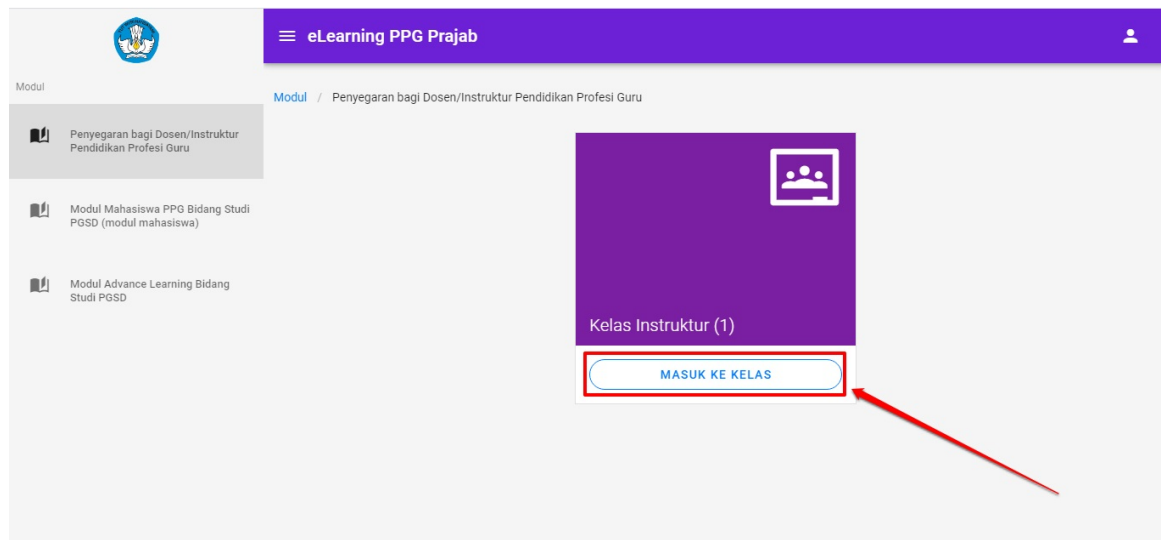 eLearning PPG Prajab
Modul
Penyegaran bagi Dosen/Instruktur
Pendidikan Profesi Guru
Modul Mahasiswa PPG Bidang Studi
PGSD (modul mahasiswa)
Modul Advance Learning Bidang
Studi PGSD
Modul / Penyegaran bagi Dosen/Instruktur Pendidikan Profesi Guru
Kelas Instruktur (1)
MASUK KE KELAS